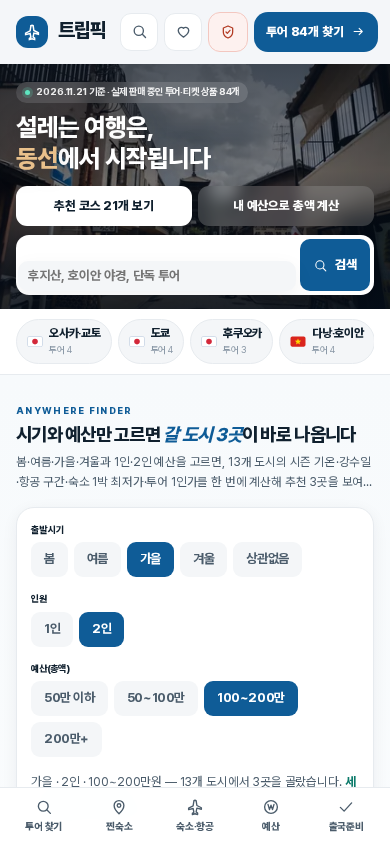 트립픽
투어 84개 찾기 →
2026.11.21 기준 · 실제 판매 중인 투어·티켓 상품 84개
설레는 여행은,
동선에서 시작됩니다
추천 코스 21개 보기
내 예산으로 총액 계산
후지산, 호이안 야경, 단독 투어
검색
오사카·교토
투어 4
도쿄
투어 4
후쿠오카
투어 3
다낭·호이안
투어 4
ANYWHERE FINDER
시기와 예산만 고르면 갈 도시 3곳이 바로 나옵니다
봄·여름·가을·겨울과 1인·2인 예산을 고르면, 13개 도시의 시즌 기온·강수일
·항공 구간·숙소 1박 최저가·투어 1인가를 한 번에 계산해 추천 3곳을 보여...
출발시기
봄
여름
가을
겨울
상관없음
인원
1인
2인
예산(총액)
50만 이하
50~100만
100~200만
200만+
가을 · 2인 · 100~200만원 — 13개 도시에서 3곳을 골랐습니다. 세
투어 찾기
찐숙소
숙소·항공
예산
출국준비